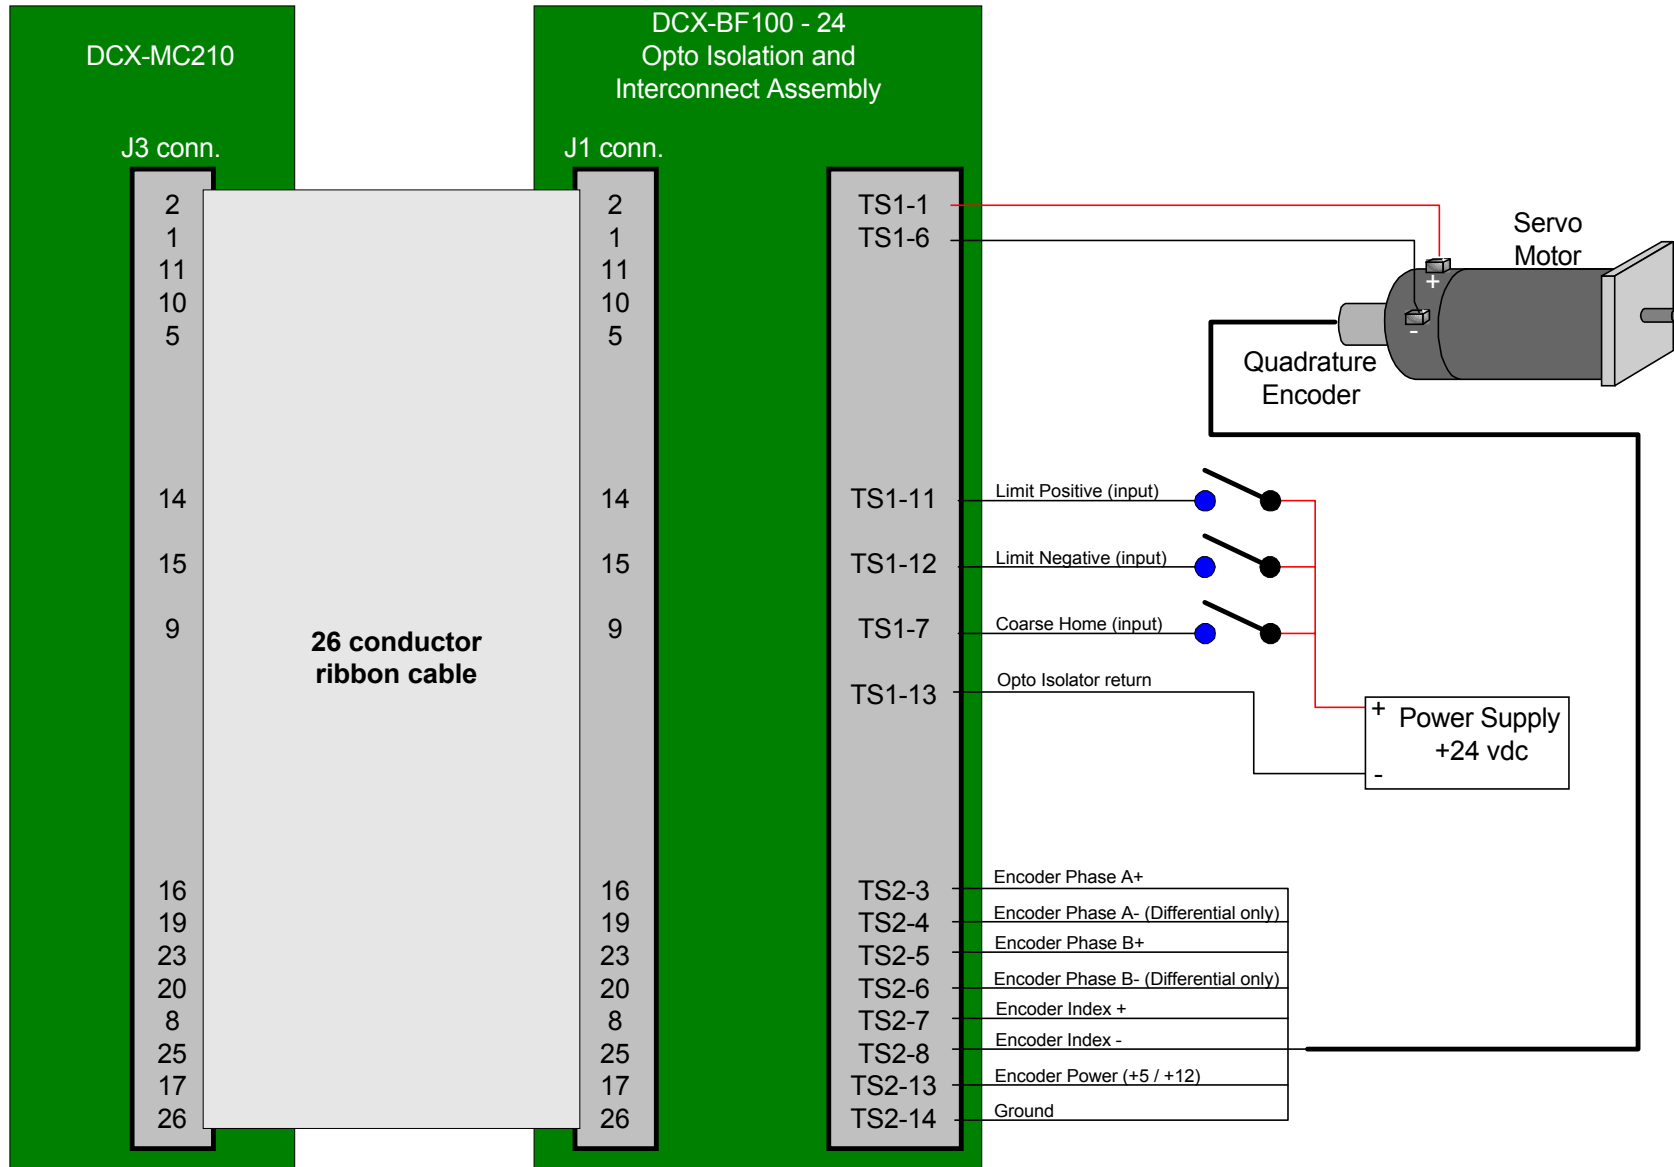 DCX-MC210
DCX-BF100 - 24
Opto Isolation and
Interconnect Assembly
J3 conn.
J1 conn.
2
1
11
10
5
14
15
9
16
19
23
20
8
25
17
26
26 conductor
ribbon cable
2
1
11
10
5
14
15
9
16
19
23
20
8
25
17
26
TS1-1
TS1-6
TS1-11
TS1-12
TS1-7
TS1-13
TS2-3
TS2-4
TS2-5
TS2-6
TS2-7
TS2-8
TS2-13
TS2-14
Servo
Motor
+
-
Quadrature
Encoder
Limit Positive (input)
Limit Negative (input)
Coarse Home (input)
Opto Isolator return
+
Power Supply
+24 vdc
-
Encoder Phase A+
Encoder Phase A- (Differential only)
Encoder Phase B+
Encoder Phase B- (Differential only)
Encoder Index +
Encoder Index -
Encoder Power (+5 / +12)
Ground